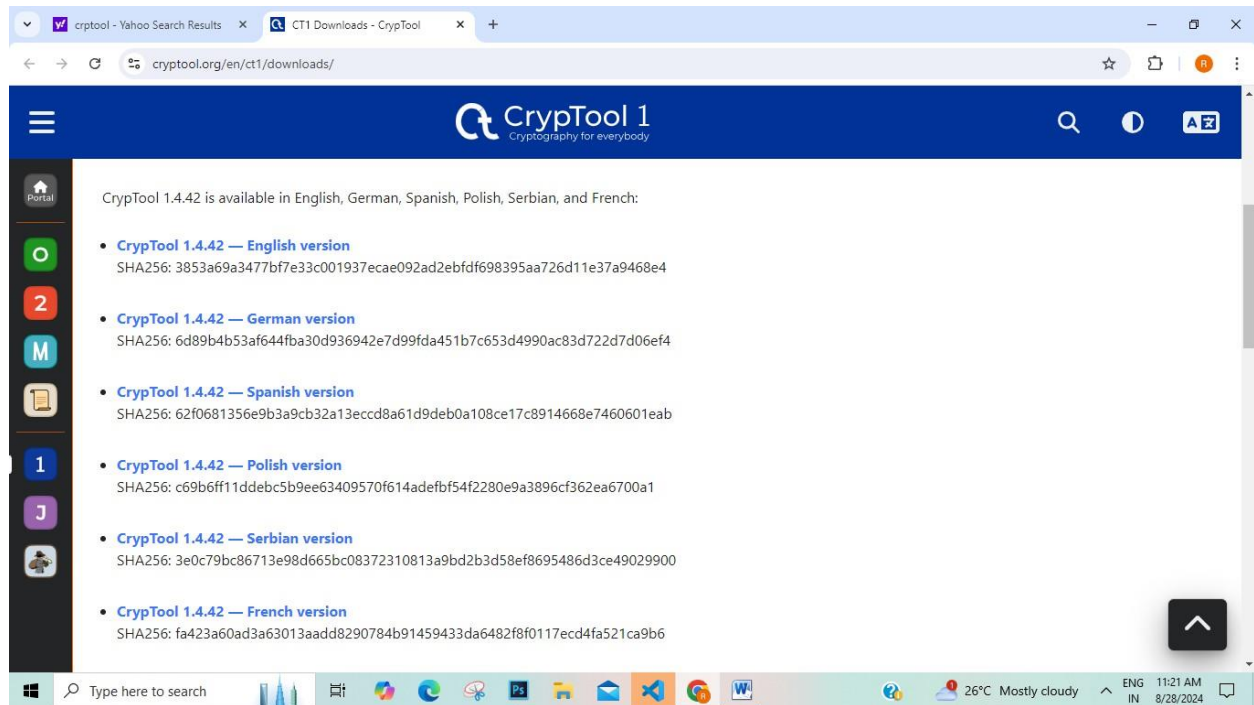 crptool - Yahoo Search Results
CT1 Downloads - CrypTool
cryptool.org/en/ct1/downloads/
R
CrypTool 1
Cryptography for everybody
Portal
CrypTool 1.4.42 is available in English, German, Spanish, Polish, Serbian, and French:
O
• CrypTool 1.4.42 — English version
SHA256: 3853a69a3477bf7e33c001937ecae092ad2ebfdf698395aa726d11e37a9468e4
2
• CrypTool 1.4.42 — German version
SHA256: 6d89b4b53af644fba30d936942e7d99fda451b7c653d4990ac83d722d7d06ef4
M
• CrypTool 1.4.42 — Spanish version
SHA256: 62f0681356e9b3a9cb32a13eccd8a61d9deb0a108ce17c8914668e7460601eab
1
• CrypTool 1.4.42 — Polish version
SHA256: c69b6ff11ddebc5b9ee63409570f614adefbf54f2280e9a3896cf362ea6700a1
J
• CrypTool 1.4.42 — Serbian version
SHA256: 3e0c79bc86713e98d665bc08372310813a9bd2b3d58ef8695486d3ce49029900
• CrypTool 1.4.42 — French version
SHA256: fa423a60ad3a63013aadd8290784b91459433da6482f8f0117ecd4fa521ca9b6
Type here to search
Ps
W
26°C Mostly cloudy
ENG
IN
11:21 AM
8/28/2024